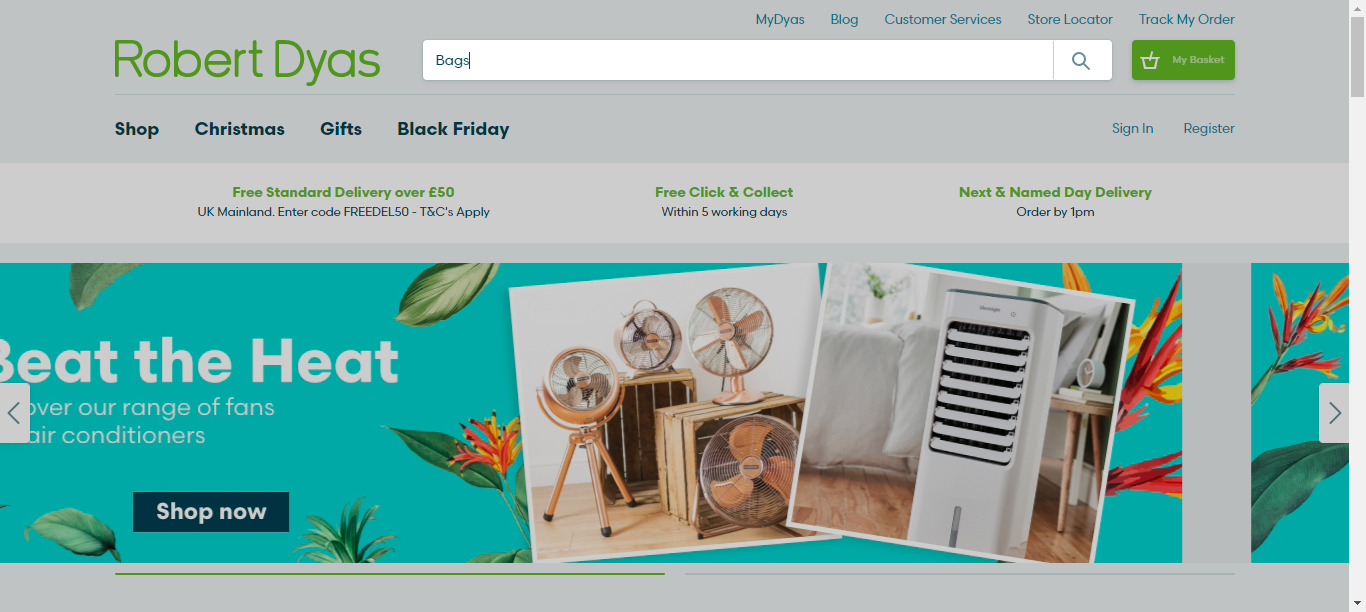 MyDyas Blog Customer Services Store Locator Track My Order
Robert Dyas
Bags
My Basket
Shop Christmas Gifts Black Friday
Sign In Register
Free Standard Delivery over £50
UK Mainland. Enter code FREEDEL50 - T&C's Apply
Free Click & Collect
Within 5 working days
Next & Named Day Delivery
Order by 1pm
Beat the Heat
over our range of fans
air conditioners
Shop now